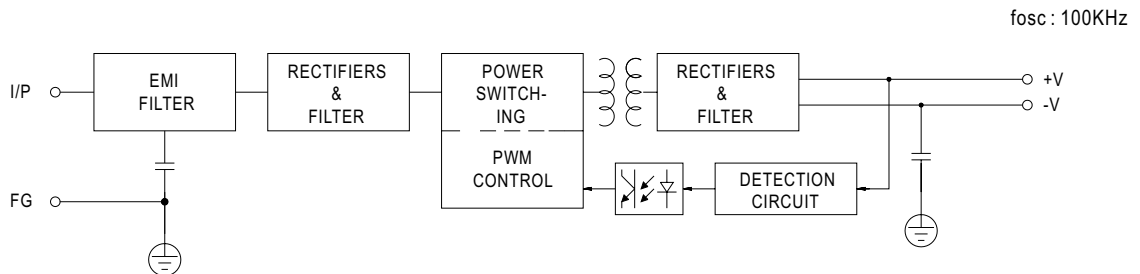 fosc : 100KHz
I/P
EMI
FILTER
RECTIFIERS
&
FILTER
POWER
SWITCH-
ING
RECTIFIERS
&
FILTER
+V
-V
PWM
CONTROL
DETECTION
CIRCUIT
FG